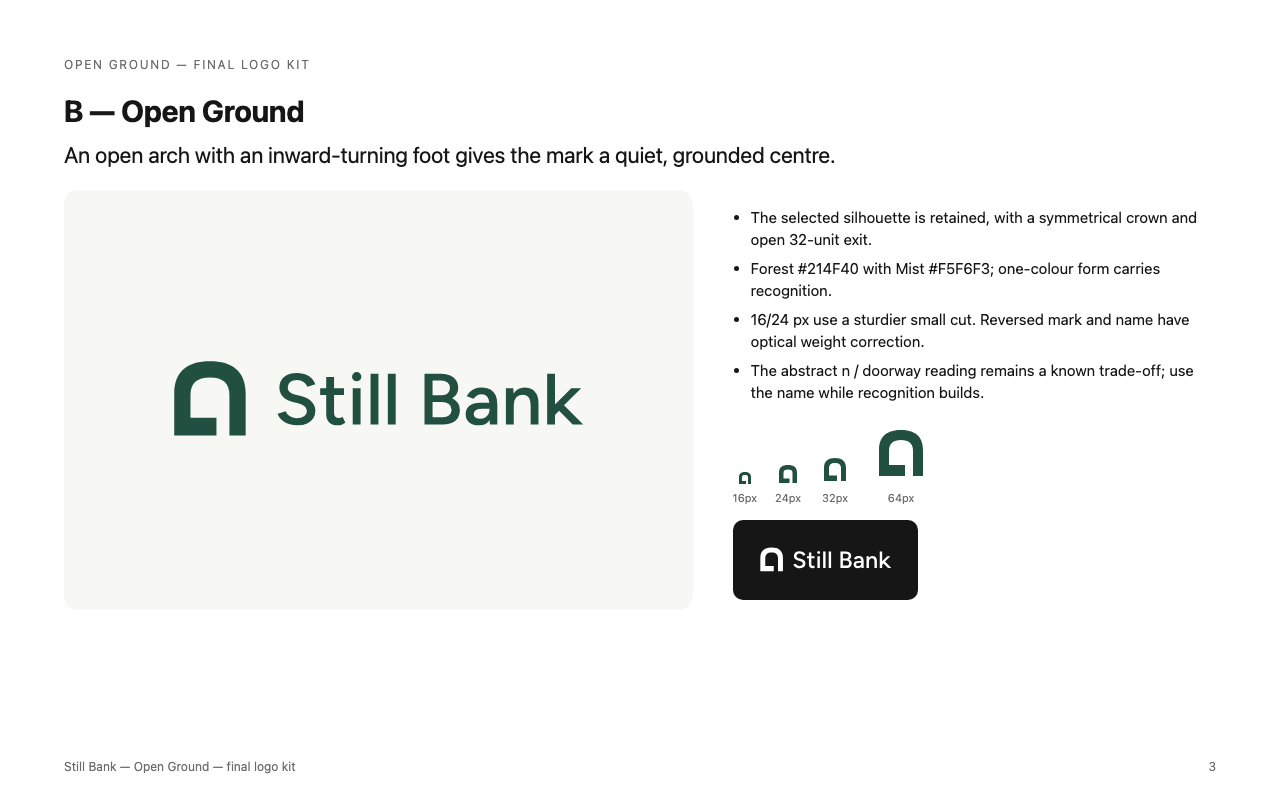 OPEN GROUND — FINAL LOGO KIT
B — Open Ground
An open arch with an inward-turning foot gives the mark a quiet, grounded centre.
Still Bank
• The selected silhouette is retained, with a symmetrical crown and
open 32-unit exit.
• Forest #214F40 with Mist #F5F6F3; one-colour form carries
recognition.
• 16/24 px use a sturdier small cut. Reversed mark and name have
optical weight correction.
• The abstract n / doorway reading remains a known trade-off; use
the name while recognition builds.
16px 24px 32px 64px
Still Bank
Still Bank — Open Ground — final logo kit
3